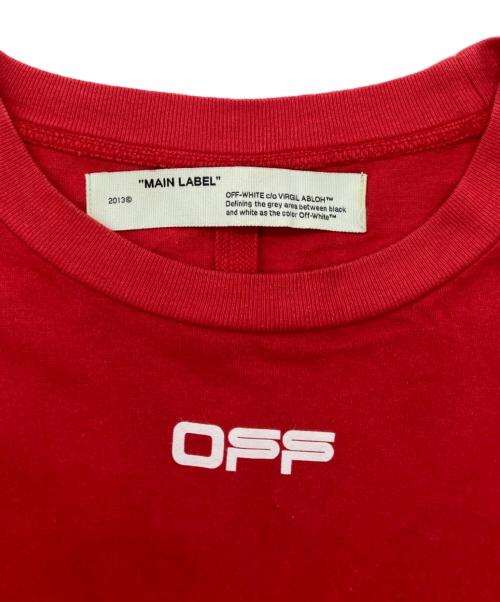 "MAIN LABEL"
2013©
OFF-WHITE c/o VIRGIL ABLOH™
Defining the grey area between black
and white as the color Off-White™
OFF